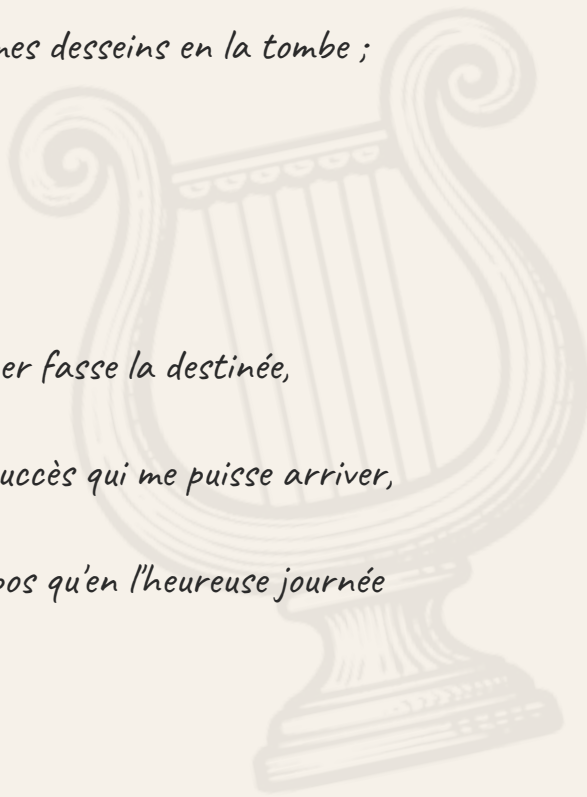 mes desseins en la tombe ;
er fasse la destinée,
uccès qui me puisse arriver,
pos qu'en l'heureuse journée